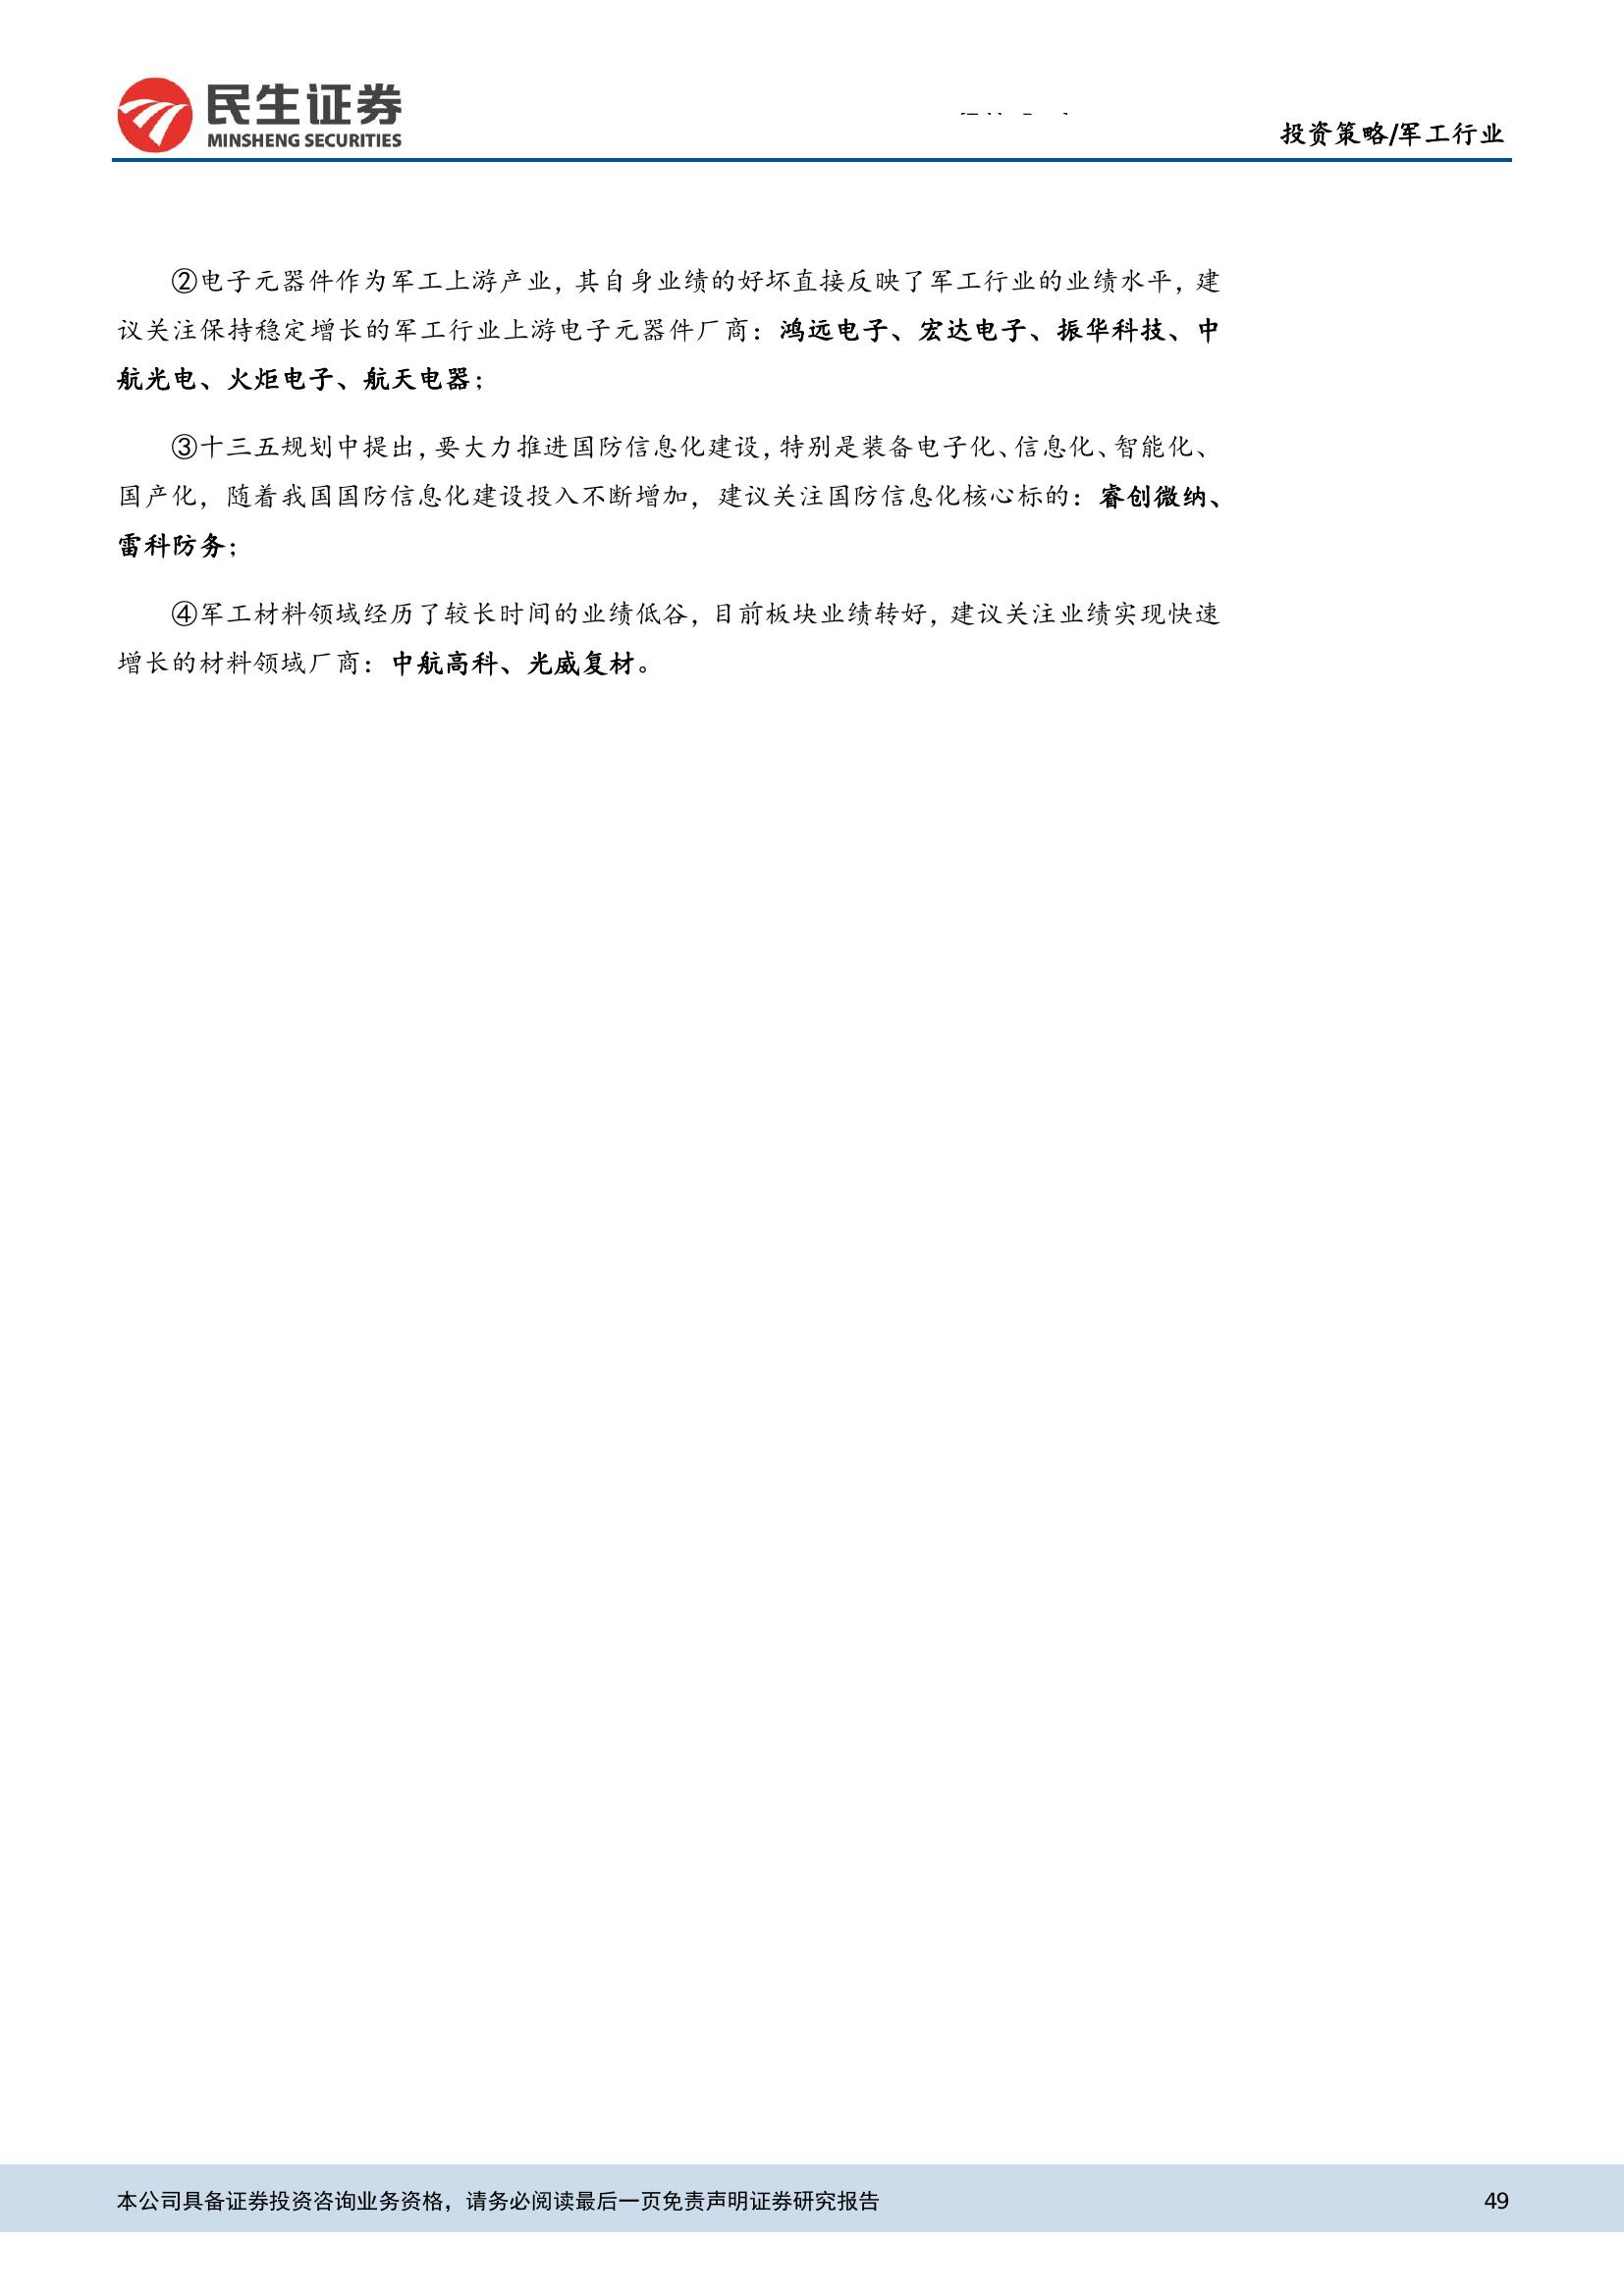 民生证券
MINSHENG SECURITIES
投资策略/军工行业
②电子元器件作为军工上游产业，其自身业绩的好坏直接反映了军工行业的业绩水平，建
议关注保持稳定增长的军工行业上游电子元器件厂商：鸿远电子、宏达电子、振华科技、中
航光电、火炬电子、航天电器；
③十三五规划中提出，要大力推进国防信息化建设，特别是装备电子化、信息化、智能化、
国产化，随着我国国防信息化建设投入不断增加，建议关注国防信息化核心标的：睿创微纳、
雷科防务；
④军工材料领域经历了较长时间的业绩低谷，目前板块业绩转好，建议关注业绩实现快速
增长的材料领域厂商：中航高科、光威复材。
本公司具备证券投资咨询业务资格，请务必阅读最后一页免责声明证券研究报告
49